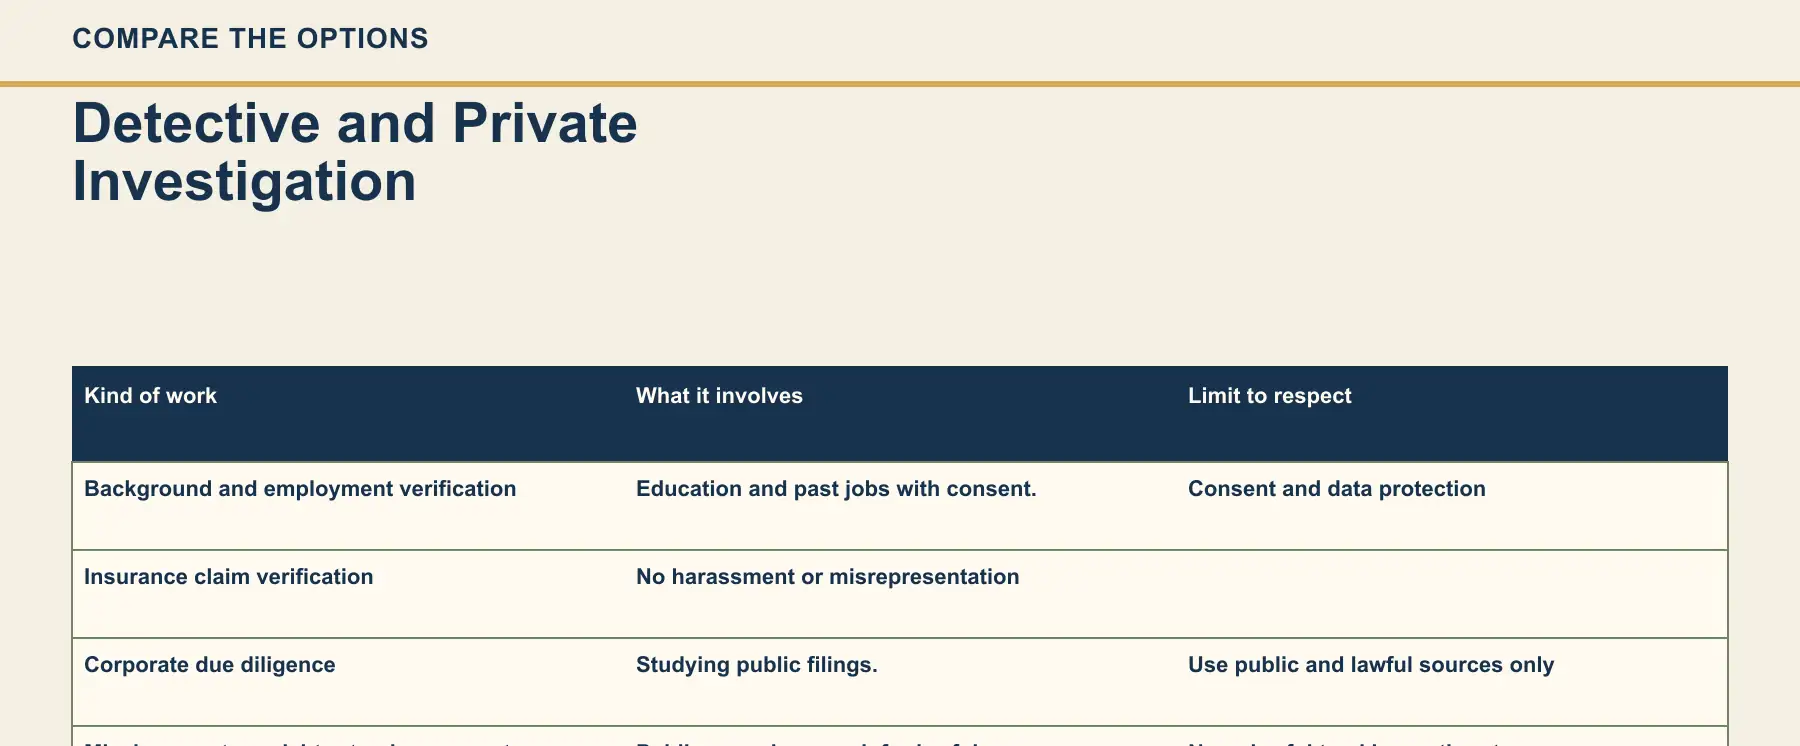 COMPARE THE OPTIONS
Detective and Private
Investigation
Kind of work What it involves Limit to respect
Background and employment verification Education and past jobs with consent. Consent and data protection
Insurance claim verification No harassment or misrepresentation
Corporate due diligence Studying public filings. Use public and lawful sources only